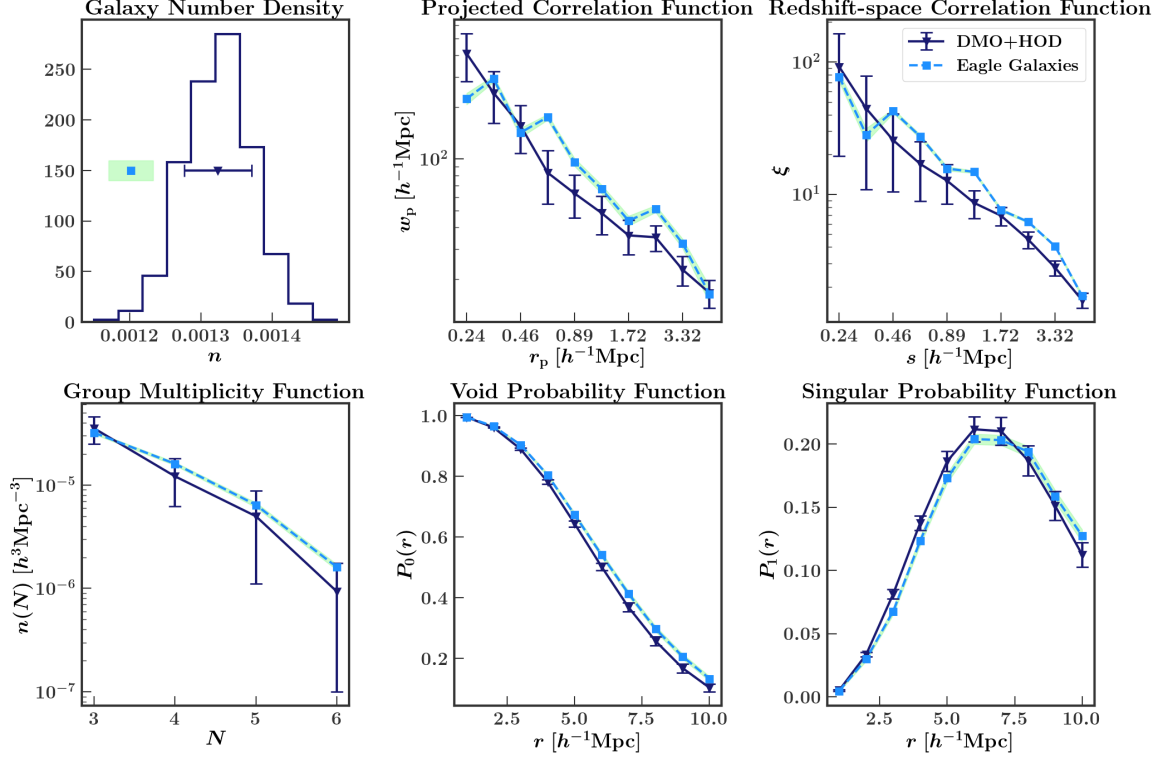 Galaxy Number Density
250
200
150
100
50
0
0.0012 0.0013 0.0014
n
Projected Correlation Function
w_p [h^{-1}Mpc]
10^2
0.24 0.46 0.89 1.72 3.32
r_p [h^{-1}Mpc]
Redshift-space Correlation Function
DMO+HOD
Eagle Galaxies
ξ
10^2
10^1
0.24 0.46 0.89 1.72 3.32
s [h^{-1}Mpc]
Group Multiplicity Function
n(N) [h^3Mpc^{-3}]
10^{-5}
10^{-6}
10^{-7}
3 4 5 6
N
Void Probability Function
P_0(r)
1.0
0.8
0.6
0.4
0.2
2.5 5.0 7.5 10.0
r [h^{-1}Mpc]
Singular Probability Function
P_1(r)
0.20
0.15
0.10
0.05
0.00
2.5 5.0 7.5 10.0
r [h^{-1}Mpc]